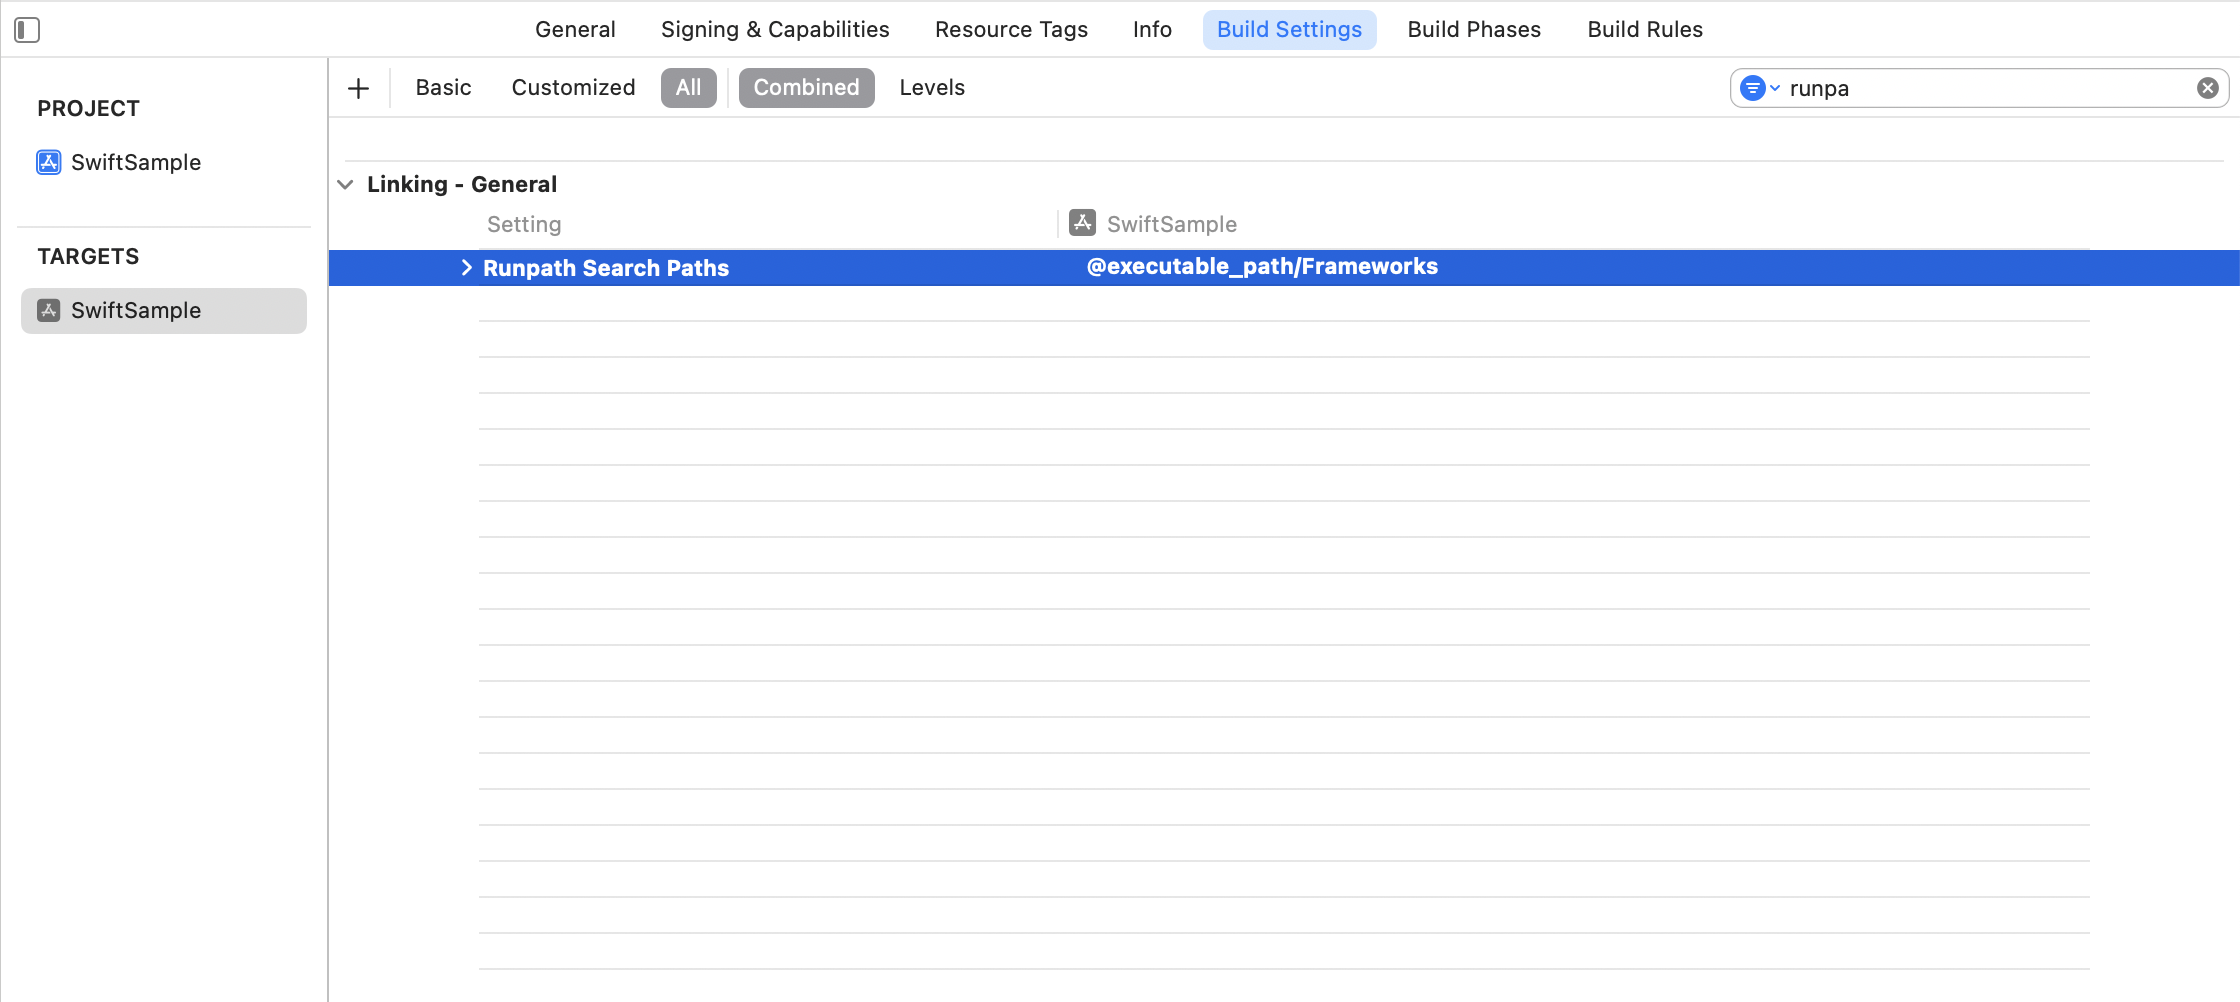 General Signing & Capabilities Resource Tags Info Build Settings Build Phases Build Rules
PROJECT
SwiftSample
TARGETS
SwiftSample
Basic Customized All Combined Levels runpa
Linking - General
Setting SwiftSample
Runpath Search Paths @executable_path/Frameworks